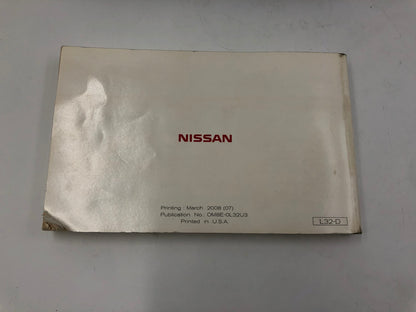 NISSAN
Printing : March 2008 (07)
Publication No.: OM8E-0L32U3
Printed in U.S.A.
L32-D